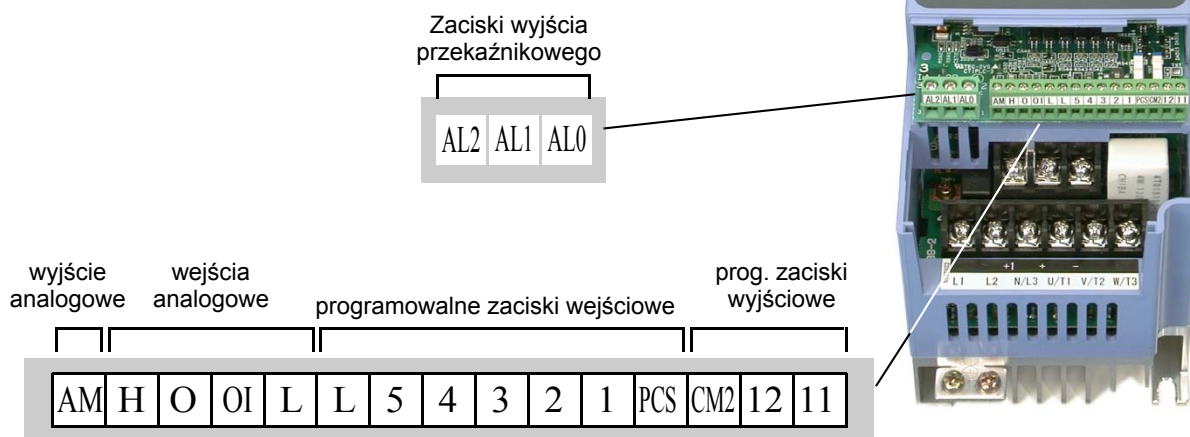 Zaciski wyjścia
przekaźnikowego
AL2 AL1 AL0
AL2 AL1 AL0
AM H O OI L L 5 4 3 2 1 PCS CM2 12 11
+1 + -
L1 L2 N/L3 U/T1 V/T2 W/T3
wyjście
analogowe
wejścia
analogowe
programowalne zaciski wejściowe
prog. zaciski
wyjściowe
AM H O OI L L 5 4 3 2 1 PCS CM2 12 11